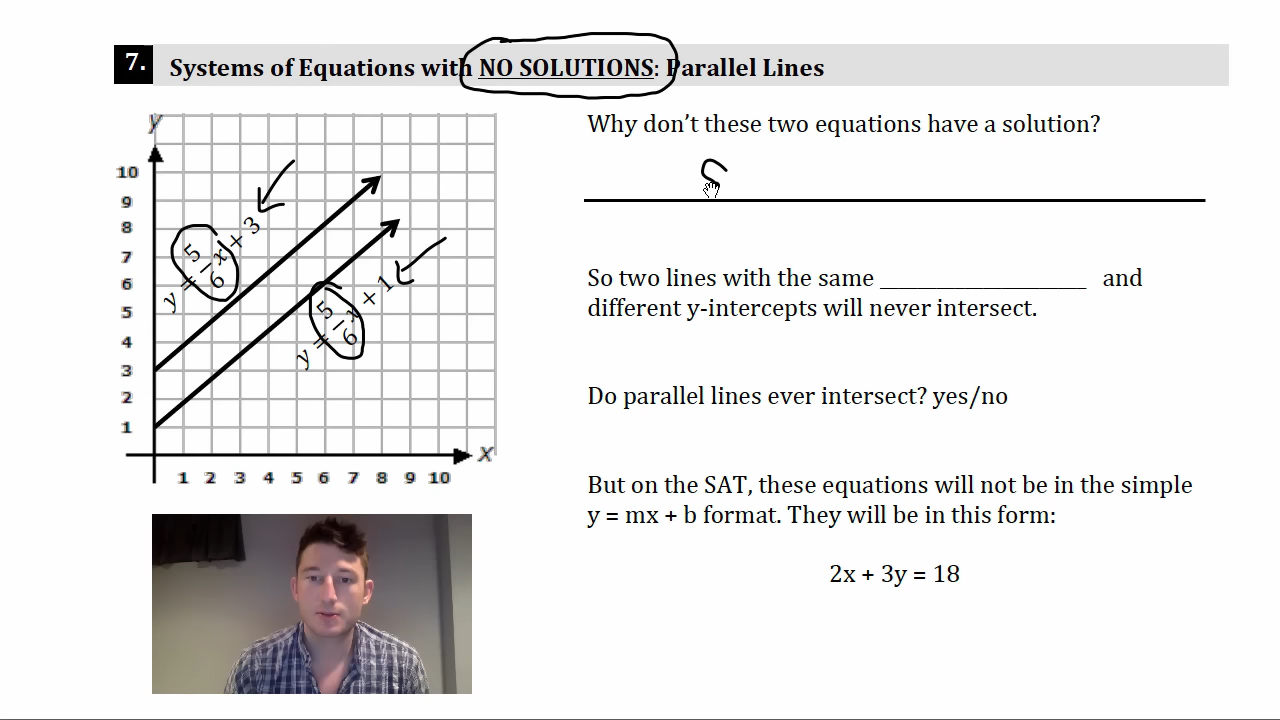 7. Systems of Equations with NO SOLUTIONS: Parallel Lines
y
10
9
8
7
6
5
4
3
2
1
1 2 3 4 5 6 7 8 9 10
x
y = 5/6 x + 3
y = 5/6 x + 1
Why don’t these two equations have a solution?
S
So two lines with the same ____________________ and
different y-intercepts will never intersect.
Do parallel lines ever intersect? yes/no
But on the SAT, these equations will not be in the simple
y = mx + b format. They will be in this form:
2x + 3y = 18